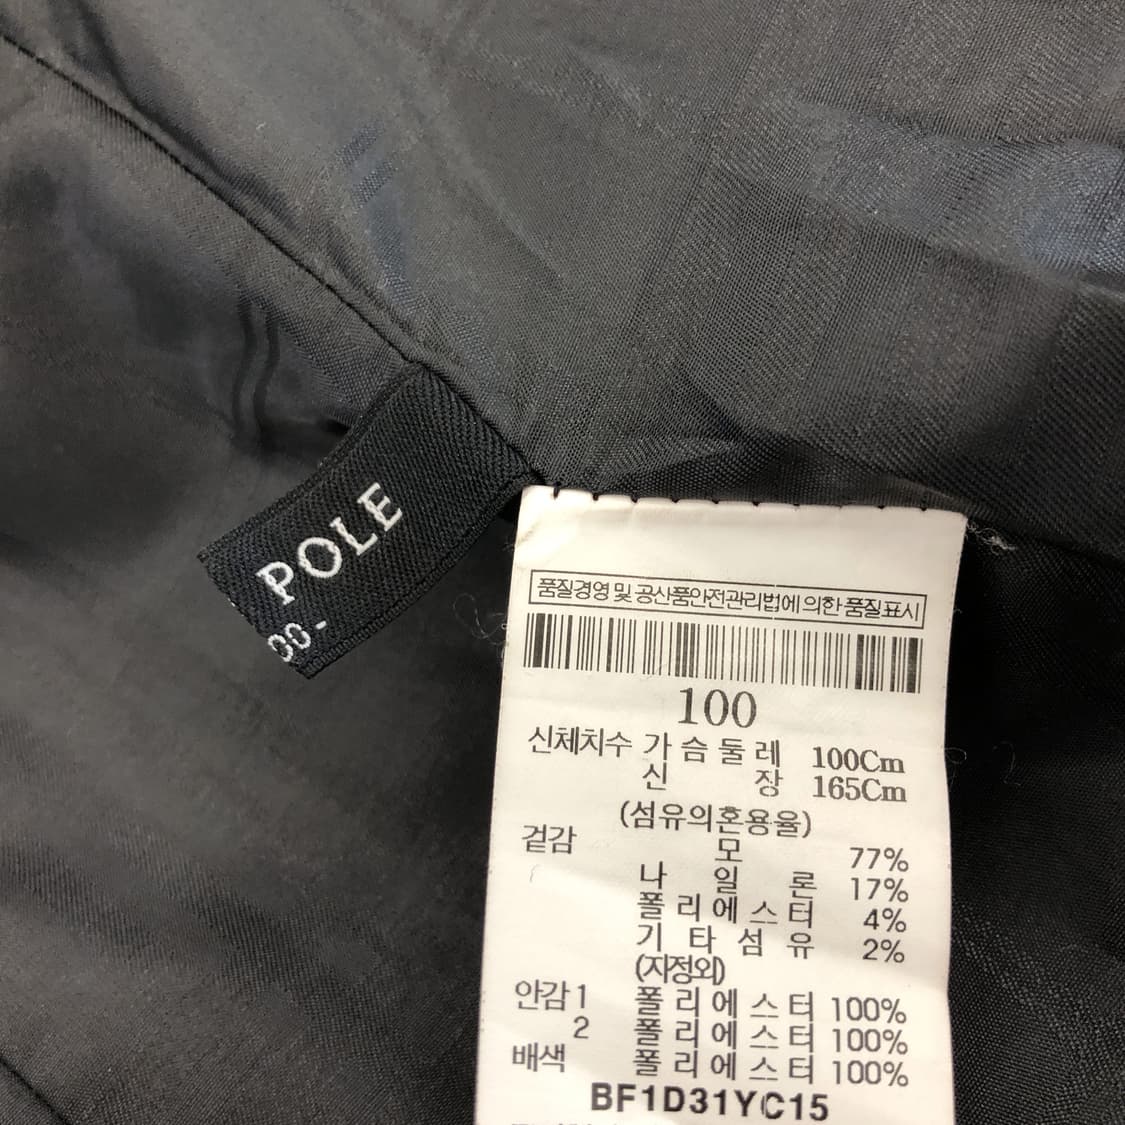 POLE
00-
품질경영 및 공산품안전관리법에 의한 품질표시
100
신체치수 가 슴 둘 레 100Cm
신 장 165Cm
(섬유의혼용율)
겉감 모 77%
나 일 론 17%
폴 리 에 스 터 4%
기 타 섬 유 2%
(지정외)
안감 1 폴 리 에 스 터 100%
2 폴 리 에 스 터 100%
배색 폴 리 에 스 터 100%
BF1D31YC15